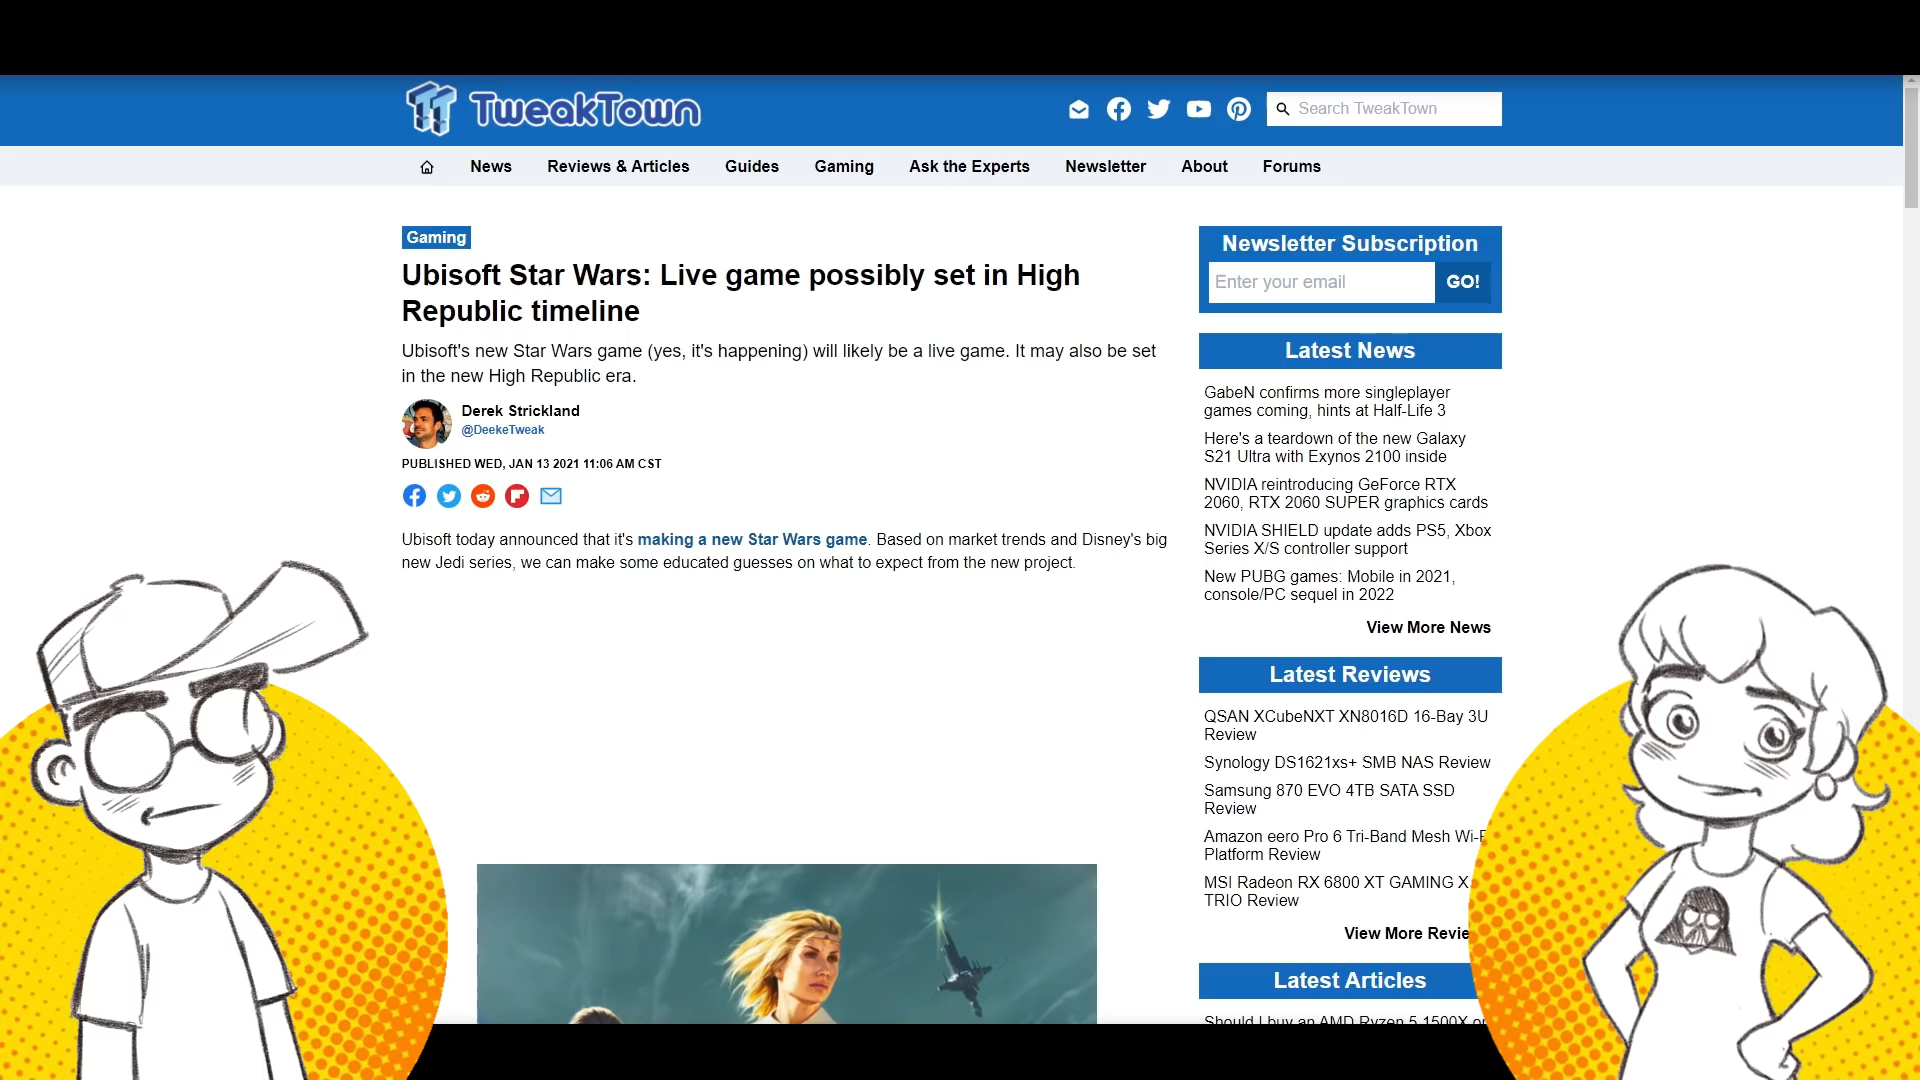 TweakTown
Search TweakTown
News Reviews & Articles Guides Gaming Ask the Experts Newsletter About Forums
Gaming
Ubisoft Star Wars: Live game possibly set in High
Republic timeline
Ubisoft's new Star Wars game (yes, it's happening) will likely be a live game. It may also be set
in the new High Republic era.
Derek Strickland
@DeekeTweak
PUBLISHED WED, JAN 13 2021 11:06 AM CST
Ubisoft today announced that it's making a new Star Wars game. Based on market trends and Disney's big
new Jedi series, we can make some educated guesses on what to expect from the new project.
Newsletter Subscription
Enter your email GO!
Latest News
GabeN confirms more singleplayer
games coming, hints at Half-Life 3
Here's a teardown of the new Galaxy
S21 Ultra with Exynos 2100 inside
NVIDIA reintroducing GeForce RTX
2060, RTX 2060 SUPER graphics cards
NVIDIA SHIELD update adds PS5, Xbox
Series X/S controller support
New PUBG games: Mobile in 2021,
console/PC sequel in 2022
View More News
Latest Reviews
QSAN XCubeNXT XN8016D 16-Bay 3U
Review
Synology DS1621xs+ SMB NAS Review
Samsung 870 EVO 4TB SATA SSD
Review
Amazon eero Pro 6 Tri-Band Mesh
Platform Review
MSI Radeon RX 6800 XT GAMING X
TRIO Review
View More
Latest Articles
Should I buy an AMD Ryzen 5 1500X